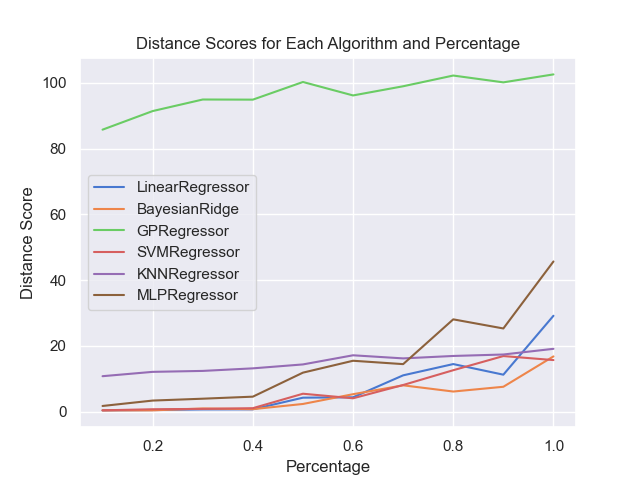 Distance Scores for Each Algorithm and Percentage
100
80
60
40
20
0
Distance Score
LinearRegressor
BayesianRidge
GPRegressor
SVMRegressor
KNNRegressor
MLPRegressor
0.2 0.4 0.6 0.8 1.0
Percentage